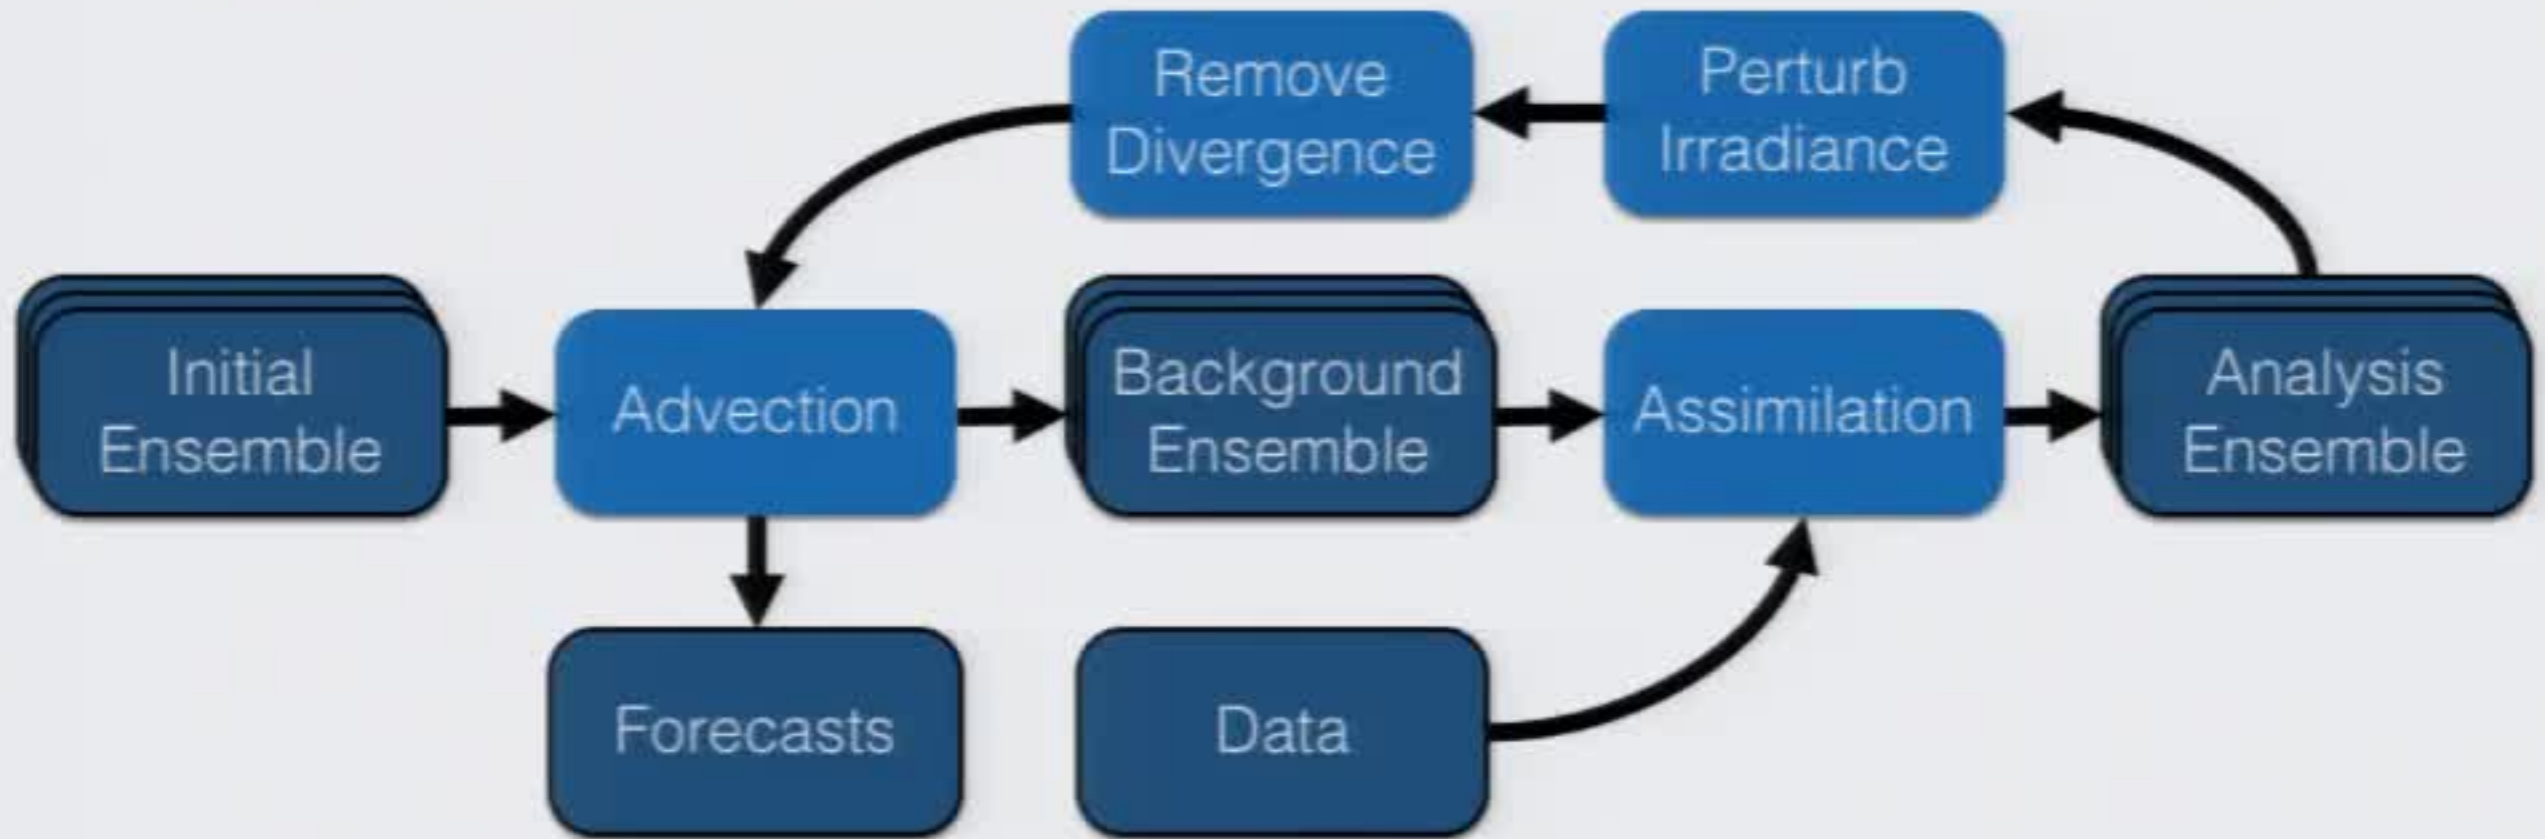 Remove
Divergence
Perturb
Irradiance
Initial
Ensemble
Advection
Background
Ensemble
Assimilation
Analysis
Ensemble
Forecasts
Data